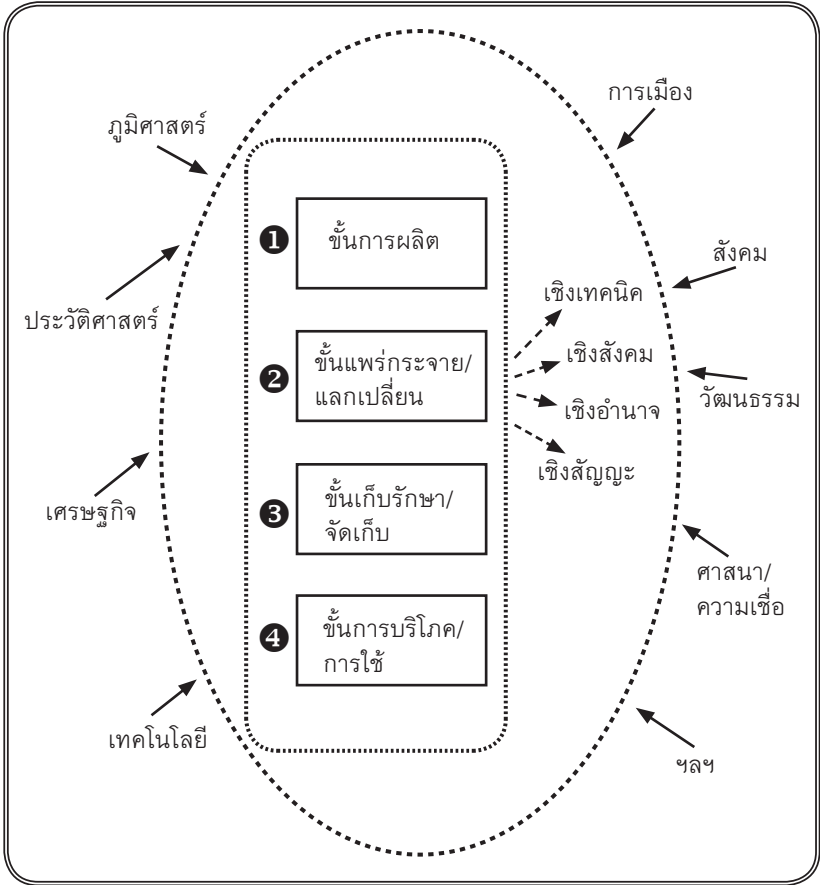 การเมือง
ภูมิศาสตร์
❶ ขั้นการผลิต
สังคม
เชิงเทคนิค
ประวัติศาสตร์
❷ ขั้นแพร่กระจาย/
แลกเปลี่ยน
เชิงสังคม
วัฒนธรรม
เชิงอำนาจ
เชิงสัญญะ
❸ ขั้นเก็บรักษา/
จัดเก็บ
เศรษฐกิจ
ศาสนา/
ความเชื่อ
❹ ขั้นการบริโภค/
การใช้
เทคโนโลยี
ฯลฯ